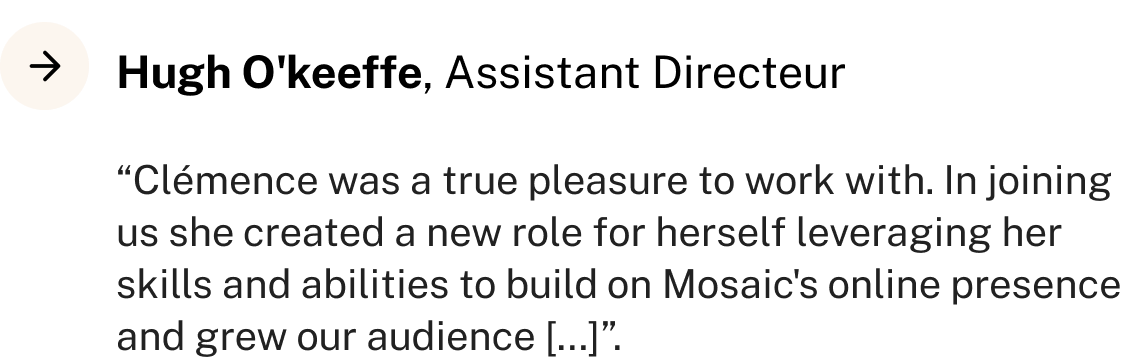 Hugh O'keeffe, Assistant Directeur
“Clémence was a true pleasure to work with. In joining
us she created a new role for herself leveraging her
skills and abilities to build on Mosaic's online presence
and grew our audience [...]”.